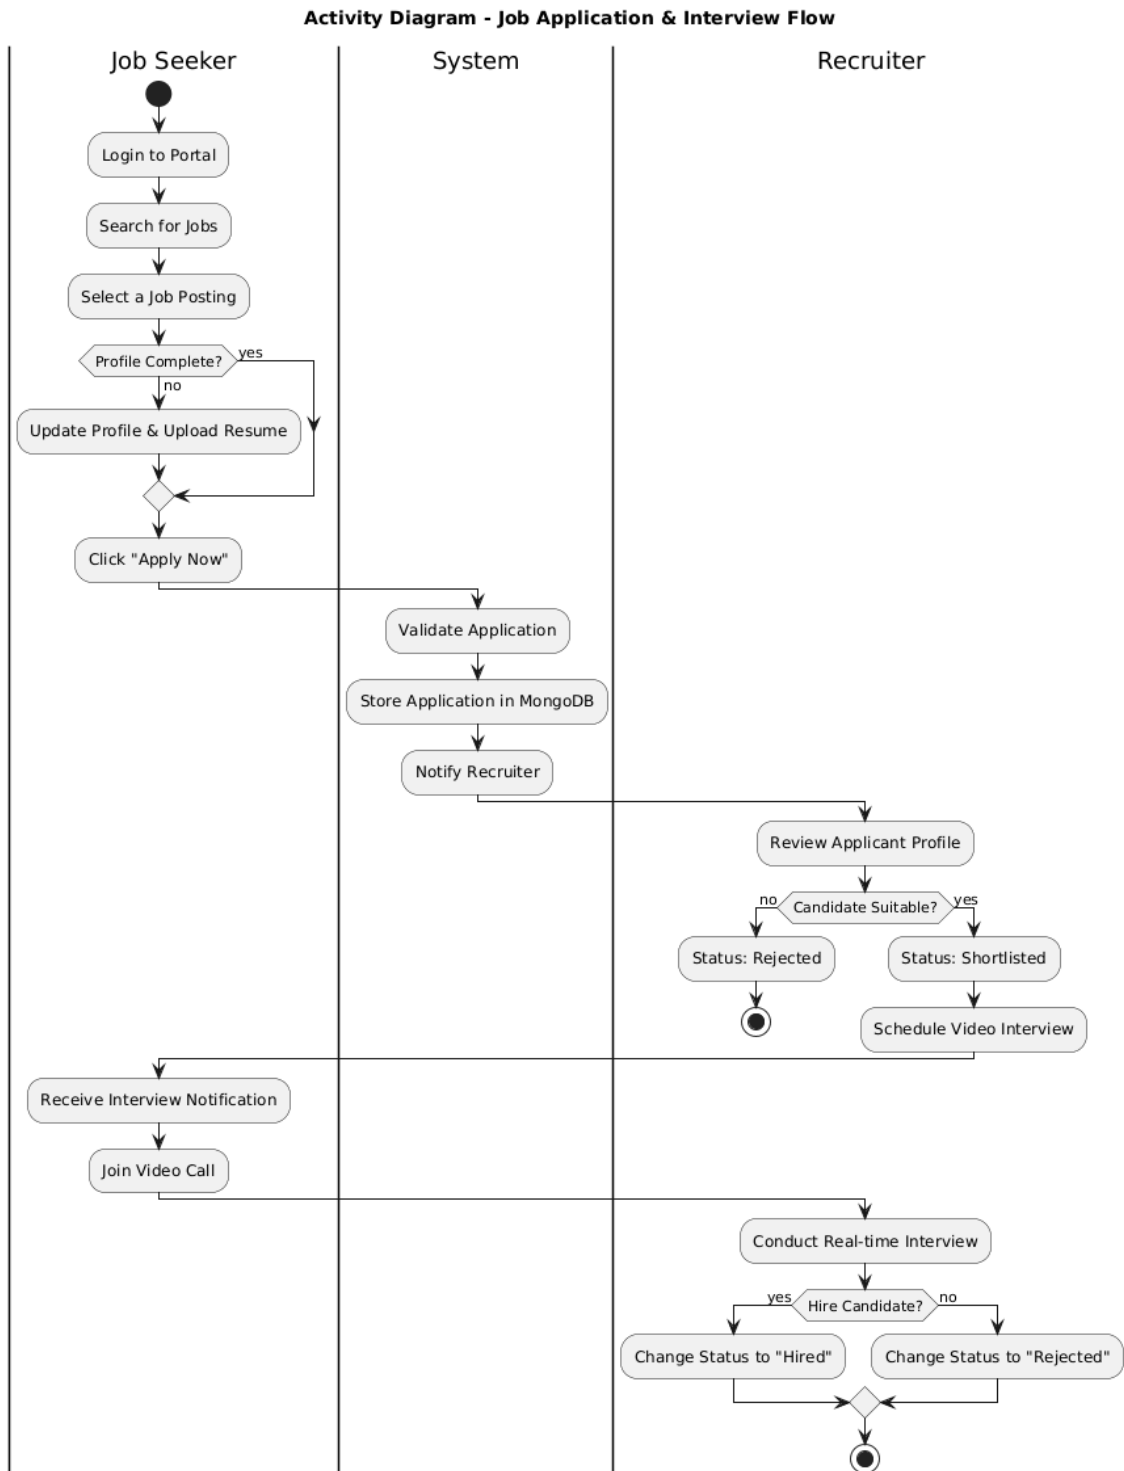 Activity Diagram - Job Application & Interview Flow
Job Seeker
System
Recruiter
Login to Portal
Search for Jobs
Select a Job Posting
Profile Complete?
yes
no
Update Profile & Upload Resume
Click "Apply Now"
Validate Application
Store Application in MongoDB
Notify Recruiter
Review Applicant Profile
no
Candidate Suitable?
yes
Status: Rejected
Status: Shortlisted
Schedule Video Interview
Receive Interview Notification
Join Video Call
Conduct Real-time Interview
yes
Hire Candidate?
no
Change Status to "Hired"
Change Status to "Rejected"